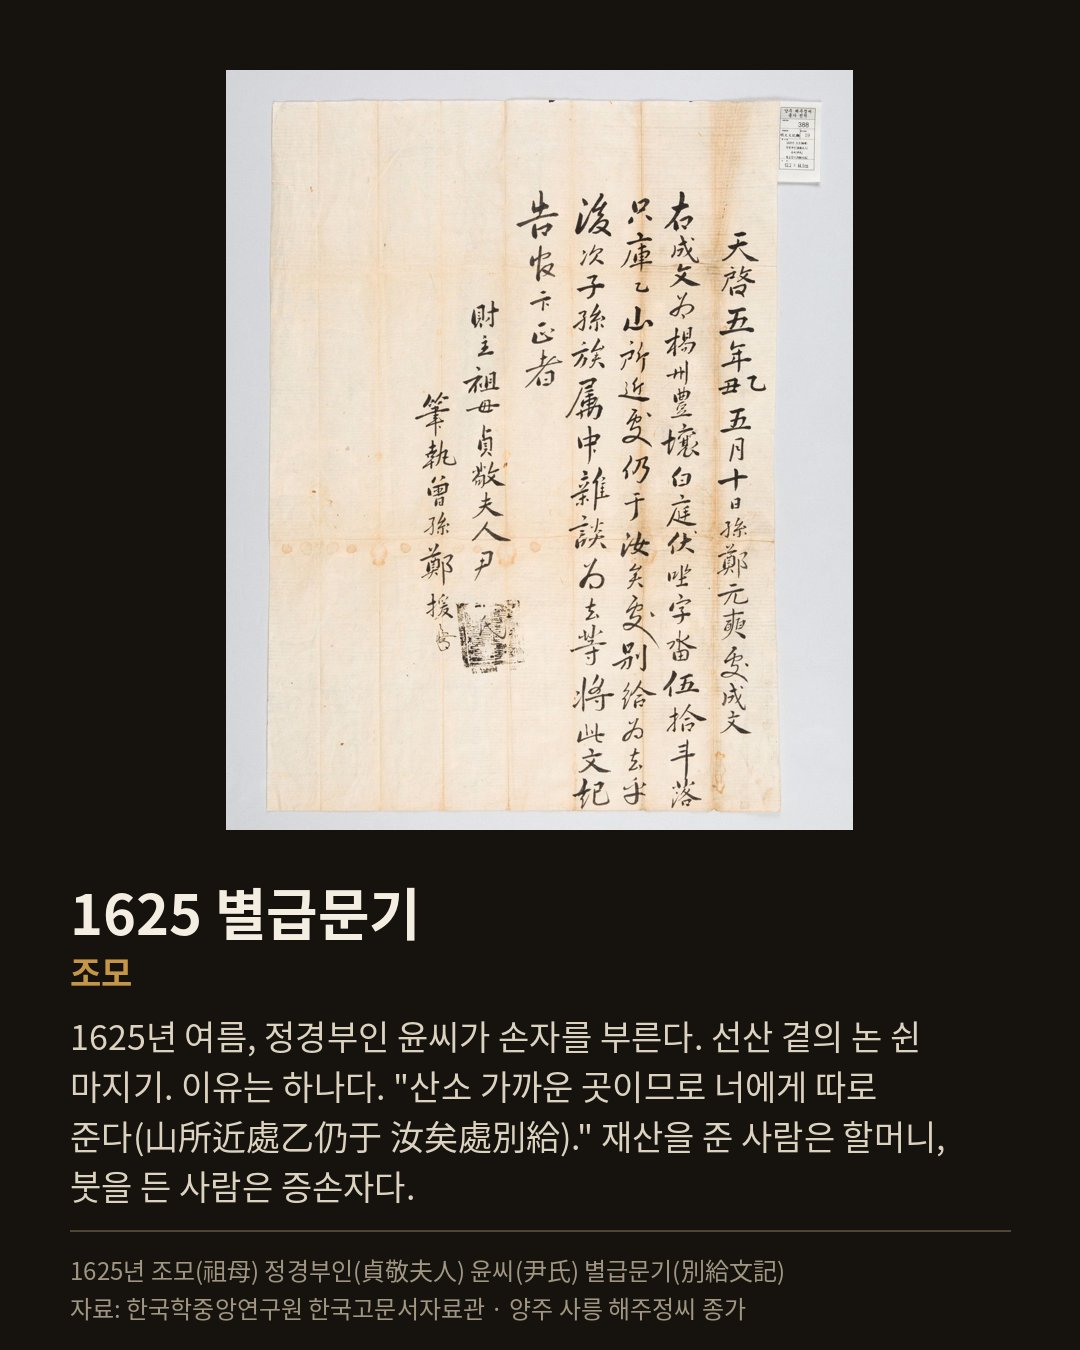 天啓五年乙丑五月十日孫鄭元奭處成文
右成文爲楊州豊壤白庭伏呠字畓伍拾斗落
只庫乙山所近處仍于汝矣處別給爲去乎
後次子孫族属中雜談爲去等將此文記
告官卞正者
財主祖母貞敬夫人尹氏
筆執曾孫鄭援
388
1625 별급문기
조모
1625년 여름, 정경부인 윤씨가 손자를 부른다. 선산 곁의 논 쉰
마지기. 이유는 하나다. "산소 가까운 곳이므로 너에게 따로
준다(山所近處乙仍于 汝矣處別給)." 재산을 준 사람은 할머니,
붓을 든 사람은 증손자다.
1625년 조모(祖母) 정경부인(貞敬夫人) 윤씨(尹氏) 별급문기(別給文記)
자료: 한국학중앙연구원 한국고문서자료관 · 양주 사릉 해주정씨 종가